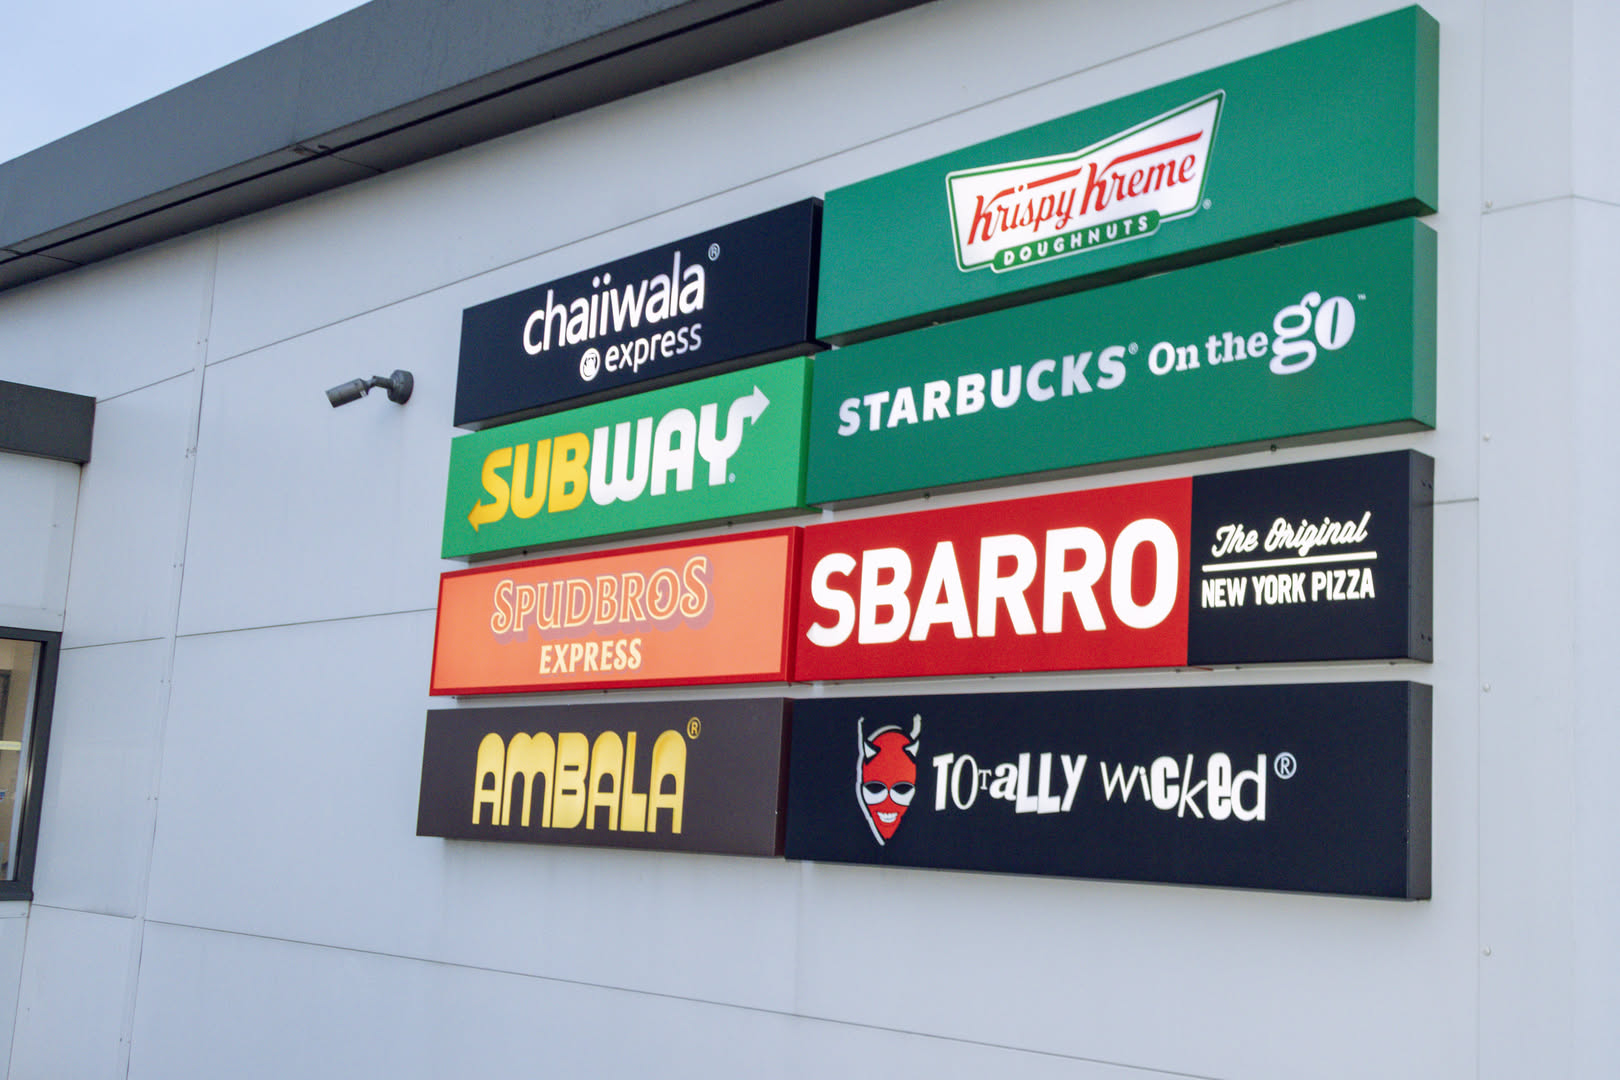 chaiiwala®
express
SUBWAY®
SPUDBROS
EXPRESS
AMBALA®
Krispy Kreme®
DOUGHNUTS
STARBUCKS® On the go™
SBARRO
The Original
NEW YORK PIZZA
TOTALLY WiCKed®